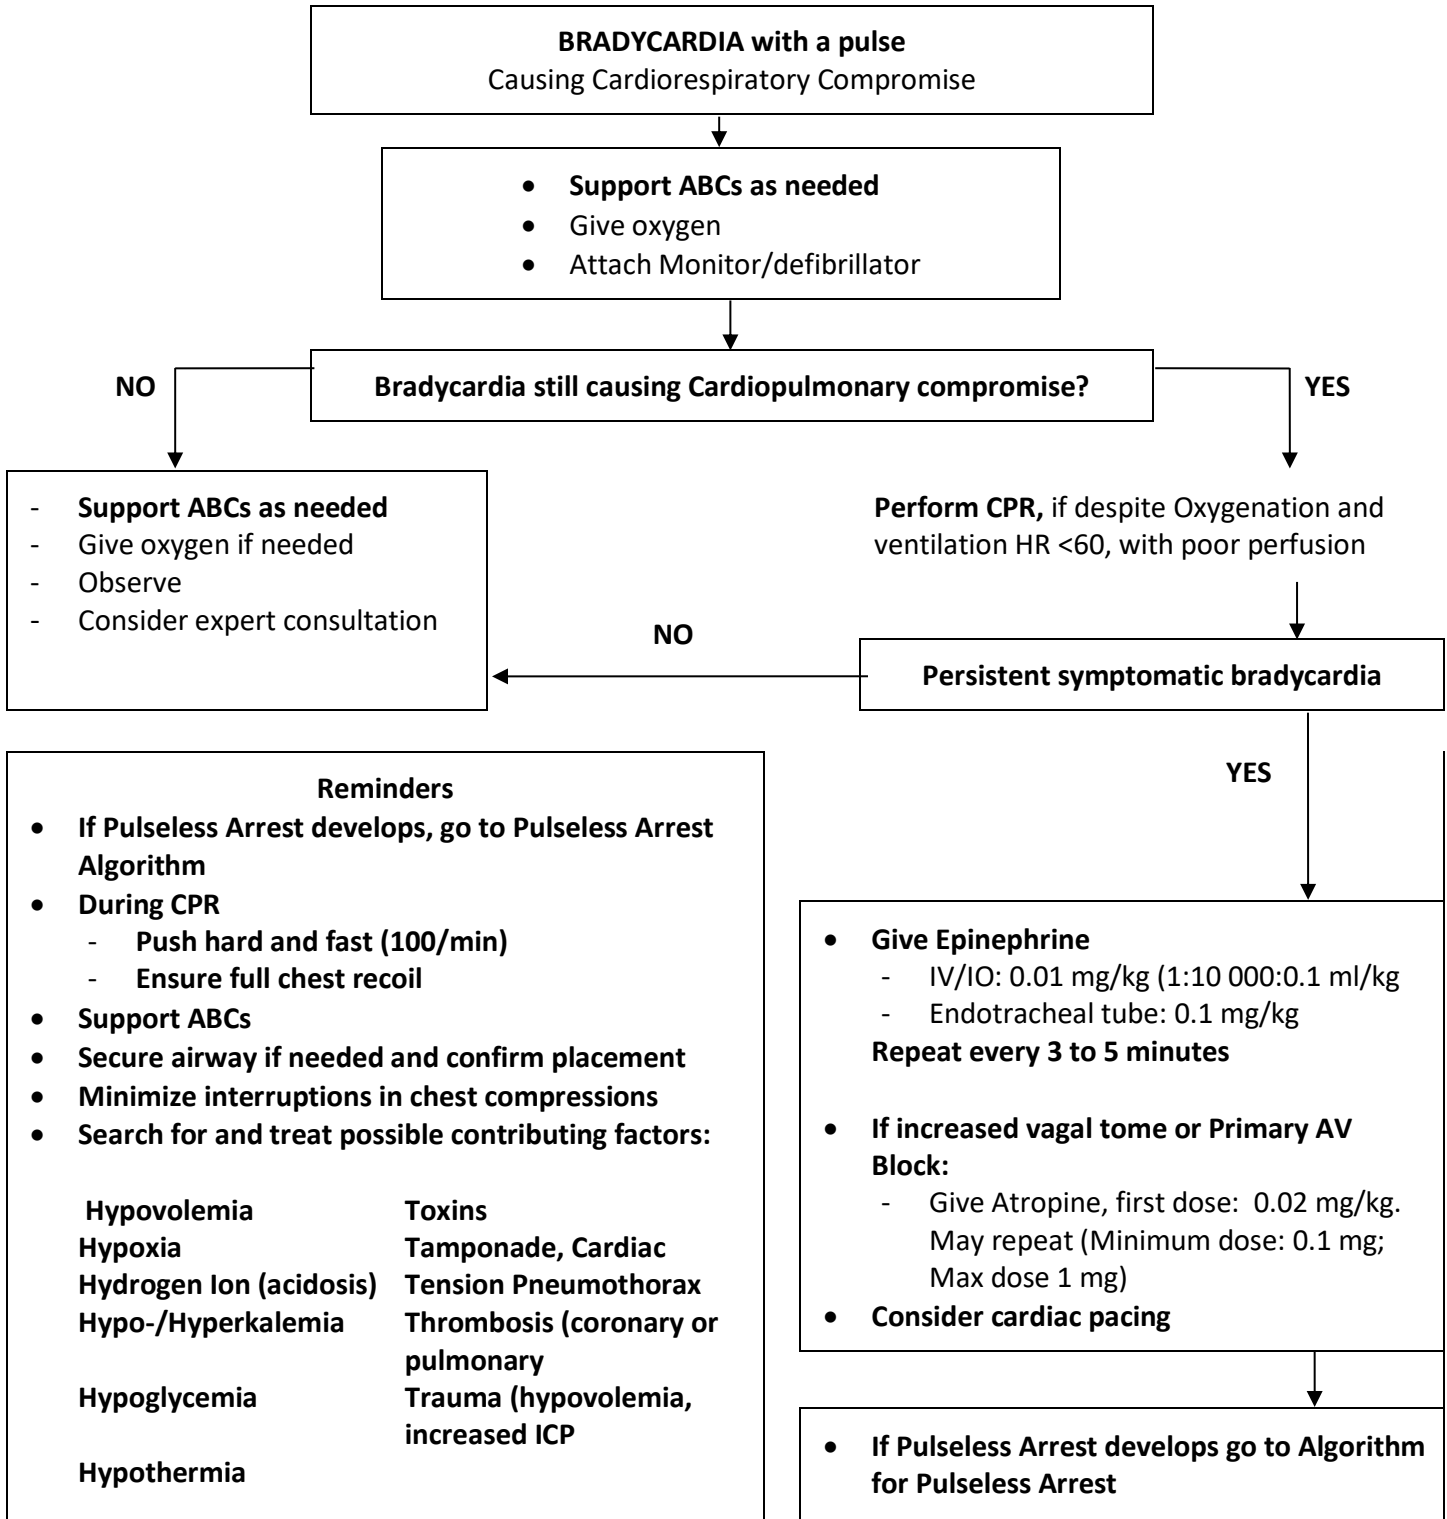 BRADYCARDIA with a pulse
Causing Cardiorespiratory Compromise
• Support ABCs as needed
• Give oxygen
• Attach Monitor/defibrillator
NO
Bradycardia still causing Cardiopulmonary compromise?
YES
- Support ABCs as needed
- Give oxygen if needed
- Observe
- Consider expert consultation
Perform CPR, if despite Oxygenation and
ventilation HR <60, with poor perfusion
NO
Persistent symptomatic bradycardia
YES
Reminders
• If Pulseless Arrest develops, go to Pulseless Arrest
Algorithm
• During CPR
- Push hard and fast (100/min)
- Ensure full chest recoil
• Support ABCs
• Secure airway if needed and confirm placement
• Minimize interruptions in chest compressions
• Search for and treat possible contributing factors:
Hypovolemia Toxins
Hypoxia Tamponade, Cardiac
Hydrogen Ion (acidosis) Tension Pneumothorax
Hypo-/Hyperkalemia Thrombosis (coronary or
pulmonary
Hypoglycemia Trauma (hypovolemia,
increased ICP
Hypothermia
• Give Epinephrine
- IV/IO: 0.01 mg/kg (1:10 000:0.1 ml/kg
- Endotracheal tube: 0.1 mg/kg
Repeat every 3 to 5 minutes
• If increased vagal tome or Primary AV
Block:
- Give Atropine, first dose: 0.02 mg/kg.
May repeat (Minimum dose: 0.1 mg;
Max dose 1 mg)
• Consider cardiac pacing
• If Pulseless Arrest develops go to Algorithm
for Pulseless Arrest